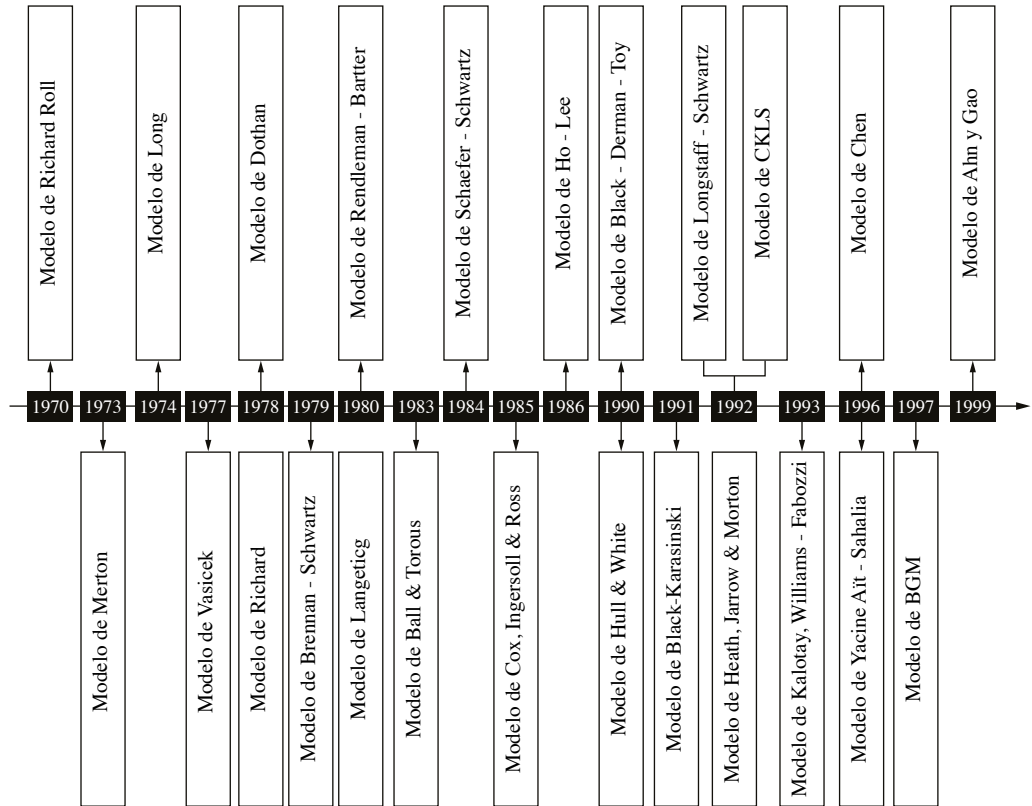 Modelo de Richard Roll
Modelo de Long
Modelo de Dothan
Modelo de Rendleman - Bartter
Modelo de Schaefer - Schwartz
Modelo de Ho - Lee
Modelo de Black - Derman - Toy
Modelo de Longstaff - Schwartz
Modelo de CKLS
Modelo de Chen
Modelo de Ahn y Gao
1970
1973
1974
1977
1978
1979
1980
1983
1984
1985
1986
1990
1991
1992
1993
1996
1997
1999
Modelo de Merton
Modelo de Vasicek
Modelo de Richard
Modelo de Brennan - Schwartz
Modelo de Langeticg
Modelo de Ball & Torous
Modelo de Cox, Ingersoll & Ross
Modelo de Hull & White
Modelo de Black-Karasinski
Modelo de Heath, Jarrow & Morton
Modelo de Kalotay, Williams - Fabozzi
Modelo de Yacine Aït - Sahalia
Modelo de BGM